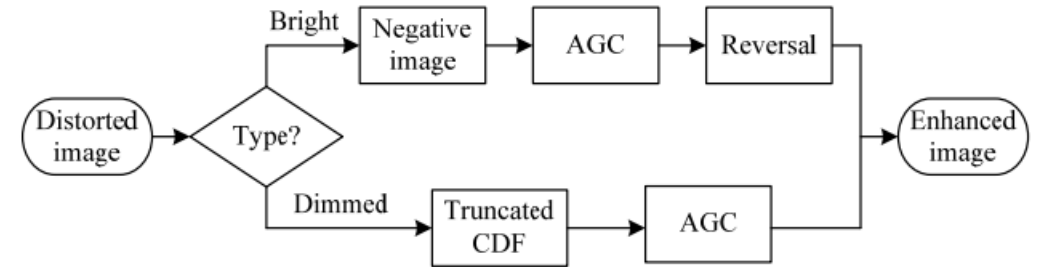 Bright
Negative
image
AGC
Reversal
Distorted
image
Type?
Enhanced
image
Dimmed
Truncated
CDF
AGC